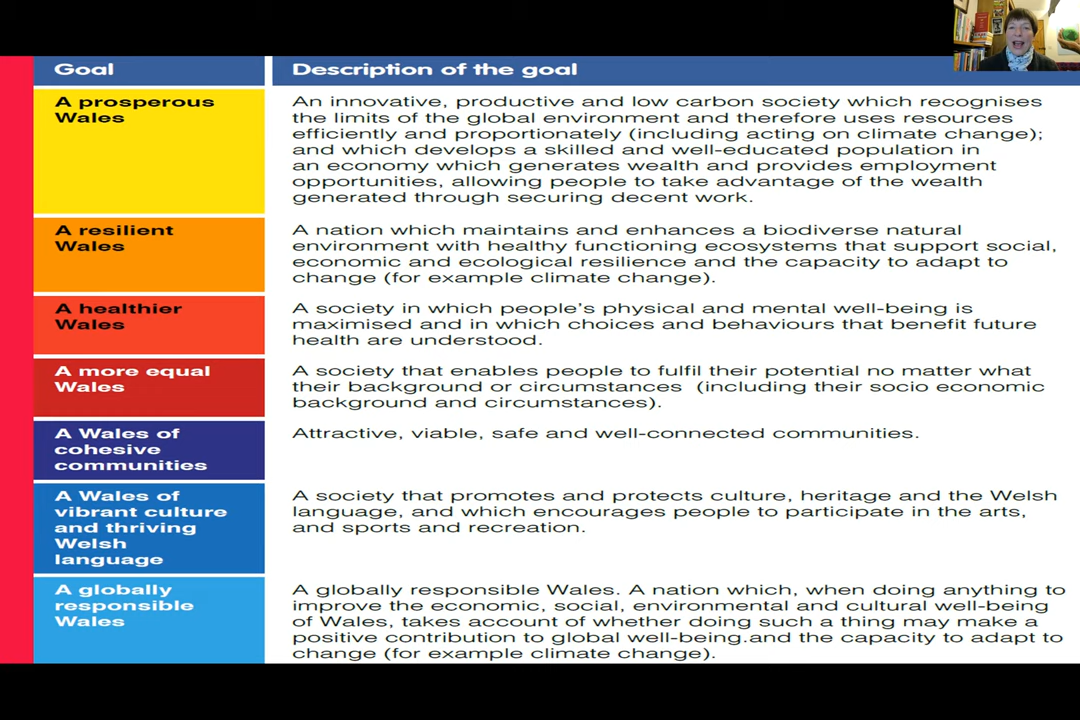 Goal
Description of the goal
A prosperous
Wales
An innovative, productive and low carbon society which recognises
the limits of the global environment and therefore uses resources
efficiently and proportionately (including acting on climate change);
and which develops a skilled and well-educated population in
an economy which generates wealth and provides employment
opportunities, allowing people to take advantage of the wealth
generated through securing decent work.
A resilient
Wales
A nation which maintains and enhances a biodiverse natural
environment with healthy functioning ecosystems that support social,
economic and ecological resilience and the capacity to adapt to
change (for example climate change).
A healthier
Wales
A society in which people’s physical and mental well-being is
maximised and in which choices and behaviours that benefit future
health are understood.
A more equal
Wales
A society that enables people to fulfil their potential no matter what
their background or circumstances (including their socio economic
background and circumstances).
A Wales of
cohesive
communities
Attractive, viable, safe and well-connected communities.
A Wales of
vibrant culture
and thriving
Welsh
language
A society that promotes and protects culture, heritage and the Welsh
language, and which encourages people to participate in the arts,
and sports and recreation.
A globally
responsible
Wales
A globally responsible Wales. A nation which, when doing anything to
improve the economic, social, environmental and cultural well-being
of Wales, takes account of whether doing such a thing may make a
positive contribution to global well-being.and the capacity to adapt to
change (for example climate change).